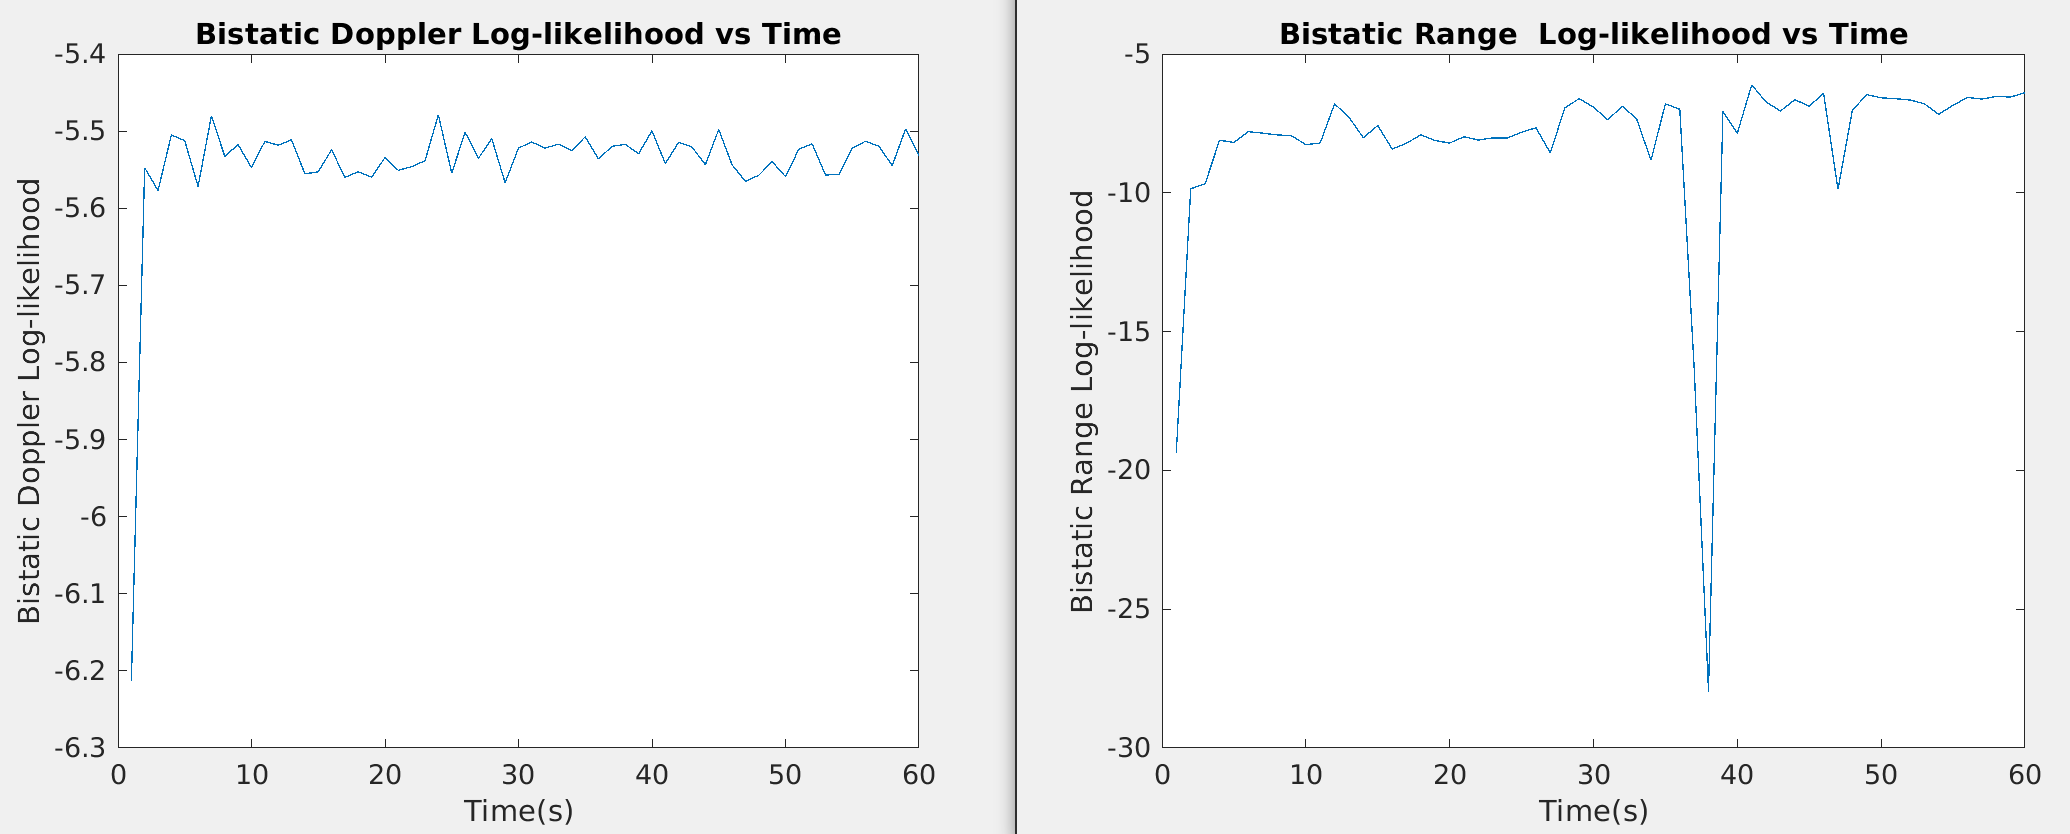 Bistatic Doppler Log-likelihood vs Time
-5.4
-5.5
-5.6
-5.7
-5.8
-5.9
-6
-6.1
-6.2
-6.3
Bistatic Doppler Log-likelihood
0 10 20 30 40 50 60
Time(s)
Bistatic Range  Log-likelihood vs Time
-5
-10
-15
-20
-25
-30
Bistatic Range Log-likelihood
0 10 20 30 40 50 60
Time(s)